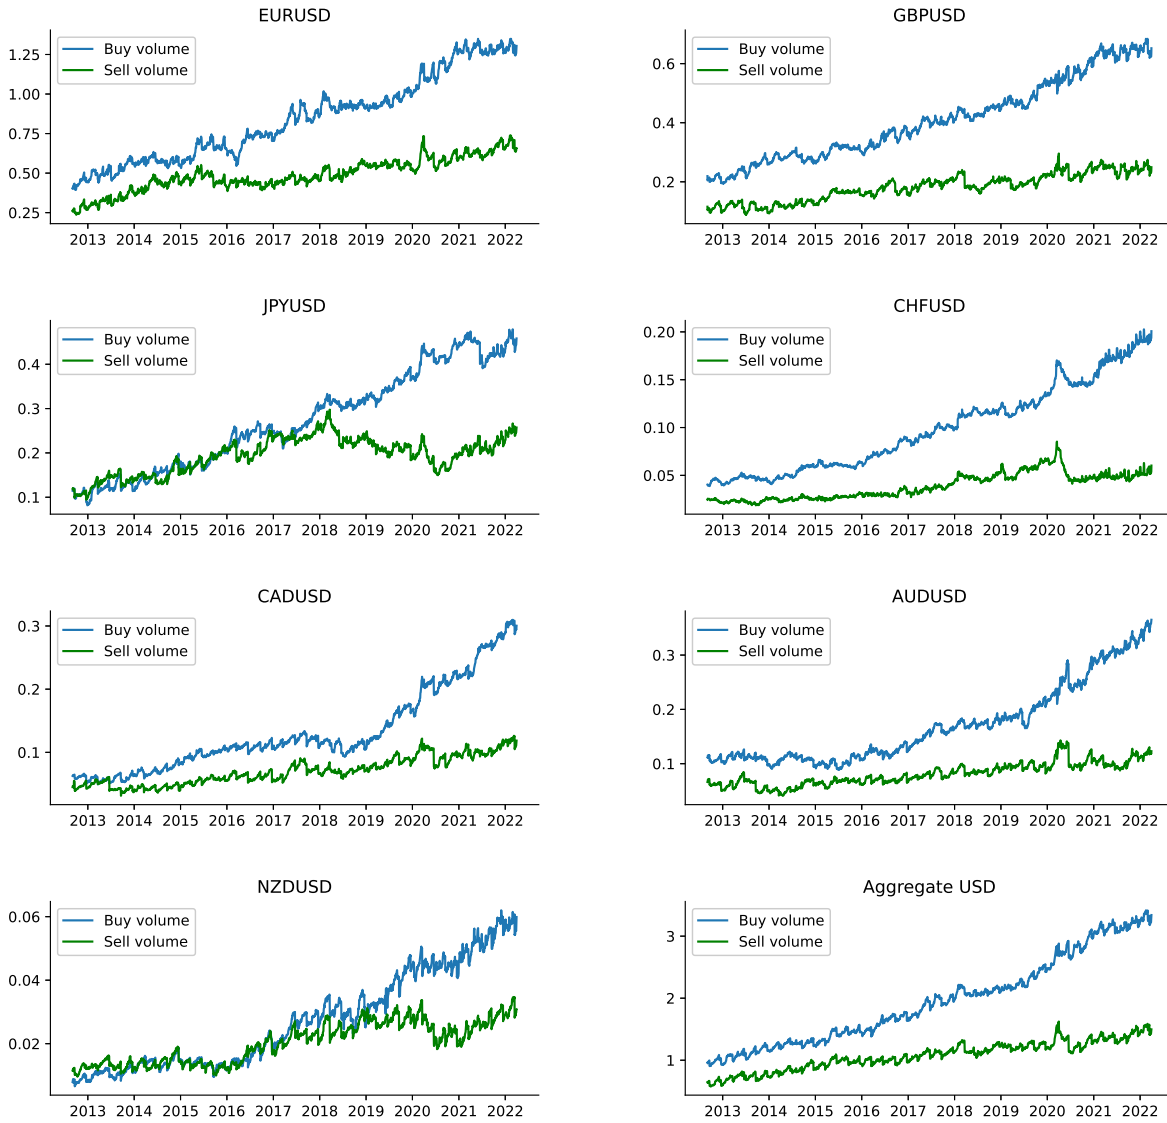 EURUSD
Buy volume
Sell volume
1.25
1.00
0.75
0.50
0.25
2013 2014 2015 2016 2017 2018 2019 2020 2021 2022
GBPUSD
Buy volume
Sell volume
0.6
0.4
0.2
2013 2014 2015 2016 2017 2018 2019 2020 2021 2022
JPYUSD
Buy volume
Sell volume
0.4
0.3
0.2
0.1
2013 2014 2015 2016 2017 2018 2019 2020 2021 2022
CHFUSD
Buy volume
Sell volume
0.20
0.15
0.10
0.05
2013 2014 2015 2016 2017 2018 2019 2020 2021 2022
CADUSD
Buy volume
Sell volume
0.3
0.2
0.1
2013 2014 2015 2016 2017 2018 2019 2020 2021 2022
AUDUSD
Buy volume
Sell volume
0.3
0.2
0.1
2013 2014 2015 2016 2017 2018 2019 2020 2021 2022
NZDUSD
Buy volume
Sell volume
0.06
0.04
0.02
2013 2014 2015 2016 2017 2018 2019 2020 2021 2022
Aggregate USD
Buy volume
Sell volume
3
2
1
2013 2014 2015 2016 2017 2018 2019 2020 2021 2022